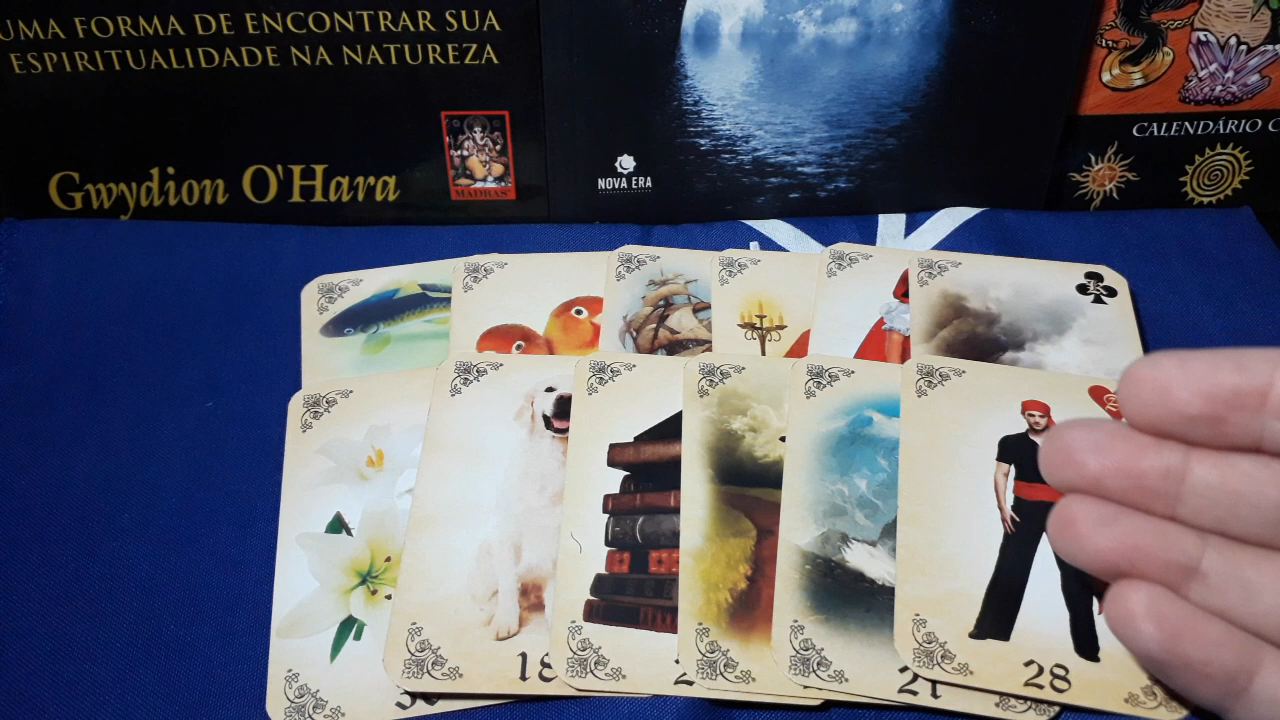 UMA FORMA DE ENCONTRAR SUA
ESPIRITUALIDADE NA NATUREZA
Gwydion O'Hara
MADRAS
NOVA ERA
CALENDÁRIO
K
18
21
28